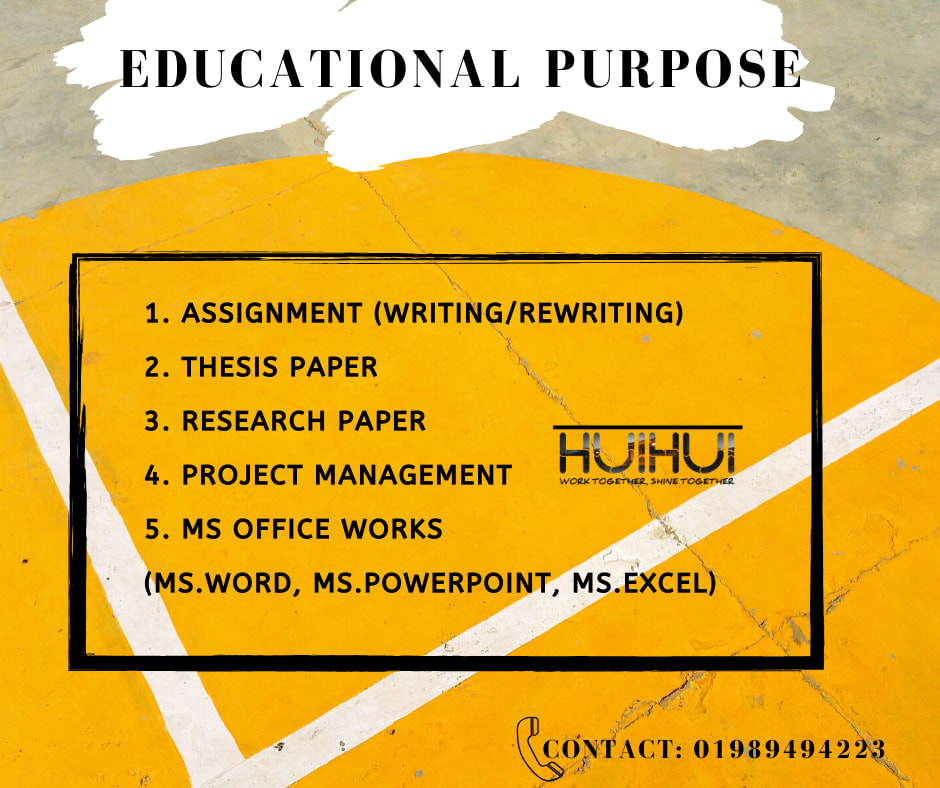 EDUCATIONAL PURPOSE
1. ASSIGNMENT (WRITING/REWRITING)
2. THESIS PAPER
3. RESEARCH PAPER
HUIHUI
WORK TOGETHER, SHINE TOGETHER
4. PROJECT MANAGEMENT
5. MS OFFICE WORKS
(MS.WORD, MS.POWERPOINT, MS.EXCEL)
CONTACT: 01989494223